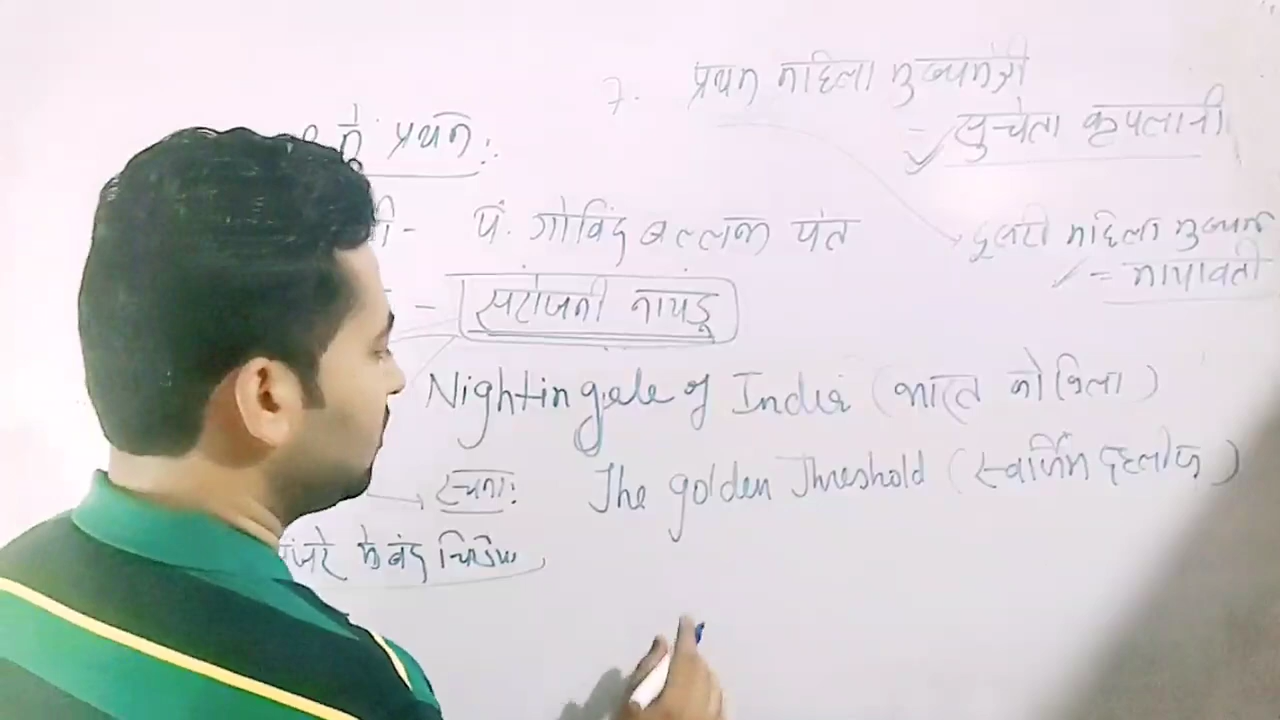 7. प्रथम महिला मुख्यमंत्री
में प्रथम:
- सुचेता कृपलानी
पं. गोविंद बल्लभ पंत
दूसरी महिला मुख्यमं
= मायावती
- सरोजनी नायडू
Nightingale of India (भारत कोकिला)
रचना: The golden Threshold (स्वर्णिम दहलीज)
के बंद